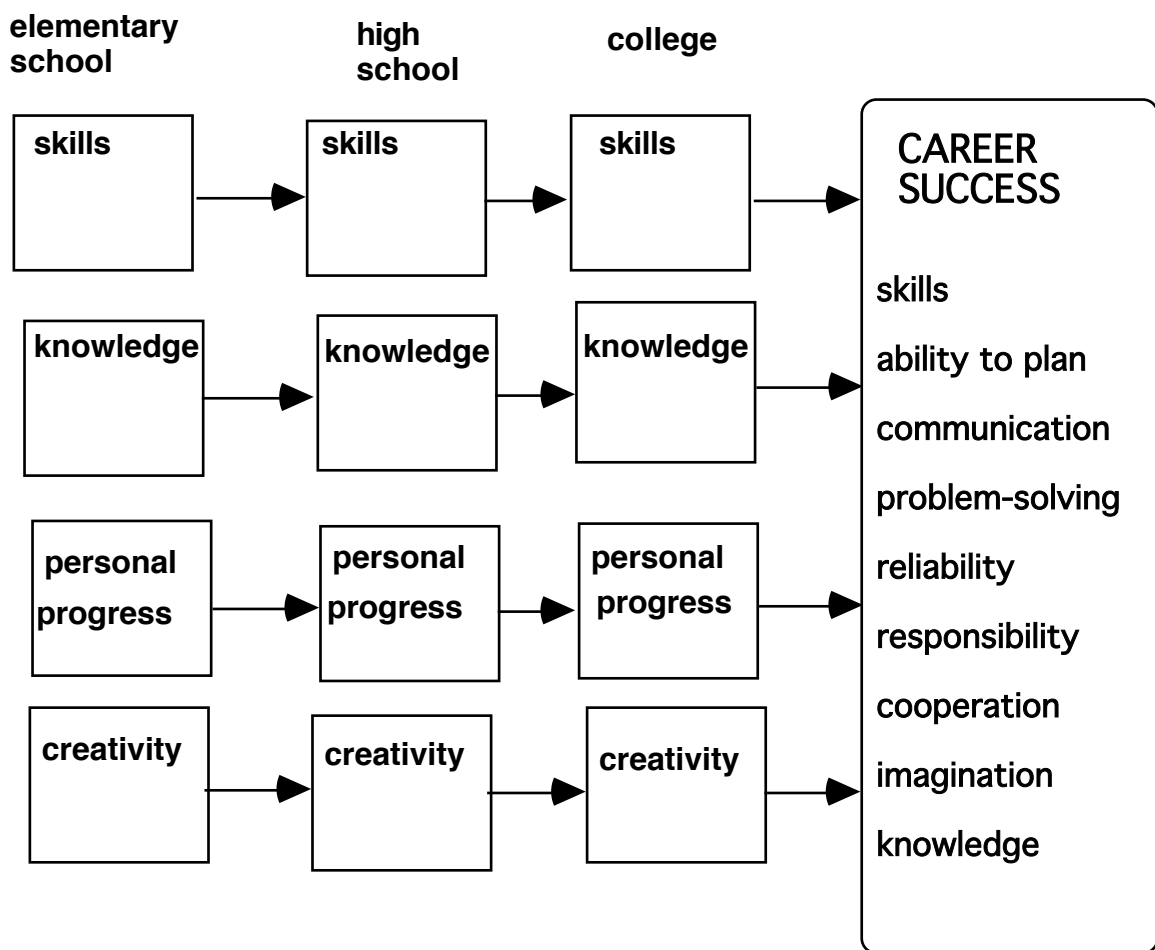 elementary
school
high
school
college
skills
skills
skills
knowledge
knowledge
knowledge
personal
progress
personal
progress
personal
progress
creativity
creativity
creativity
CAREER
SUCCESS
skills
ability to plan
communication
problem-solving
reliability
responsibility
cooperation
imagination
knowledge